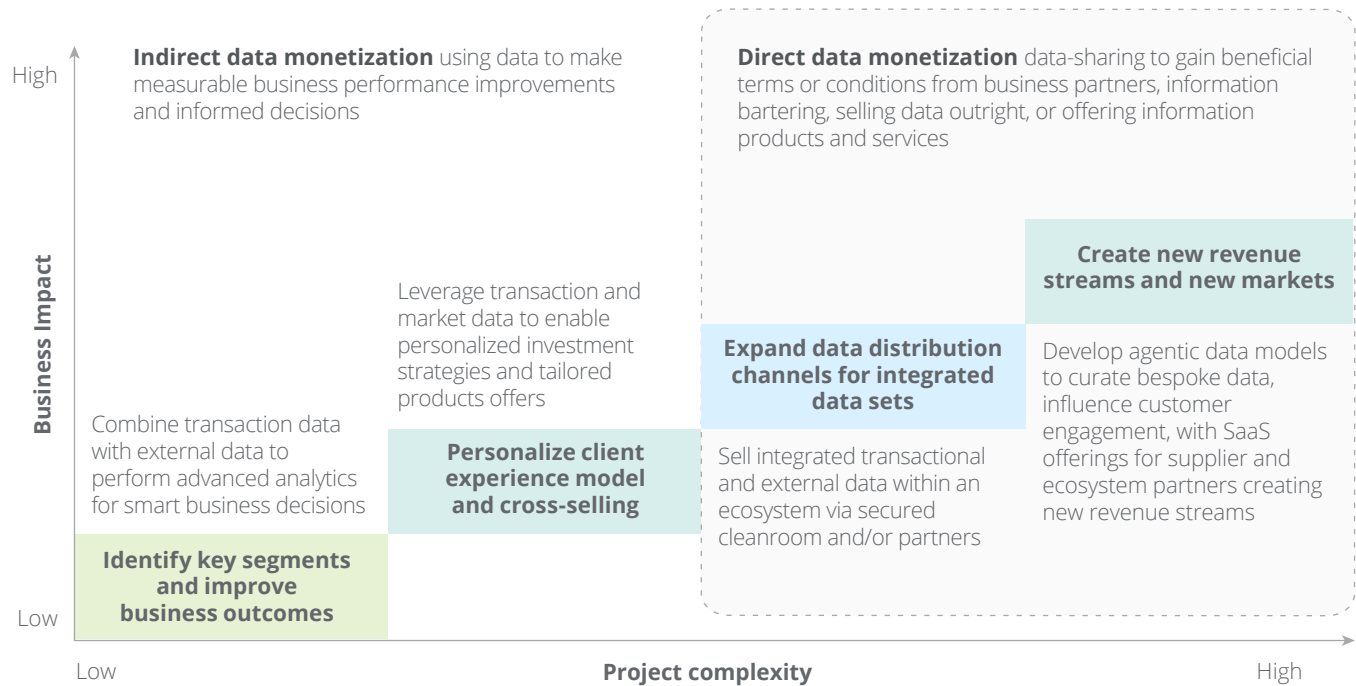 High
Indirect data monetization using data to make
measurable business performance improvements
and informed decisions
Direct data monetization data-sharing to gain beneficial
terms or conditions from business partners, information
bartering, selling data outright, or offering information
products and services
Business Impact
Combine transaction data
with external data to
perform advanced analytics
for smart business decisions
Identify key segments
and improve
business outcomes
Leverage transaction and
market data to enable
personalized investment
strategies and tailored
products offers
Personalize client
experience model
and cross-selling
Expand data distribution
channels for integrated
data sets
Sell integrated transactional
and external data within an
ecosystem via secured
cleanroom and/or partners
Create new revenue
streams and new markets
Develop agentic data models
to curate bespoke data,
influence customer
engagement, with SaaS
offerings for supplier and
ecosystem partners creating
new revenue streams
Low
Low
Project complexity
High